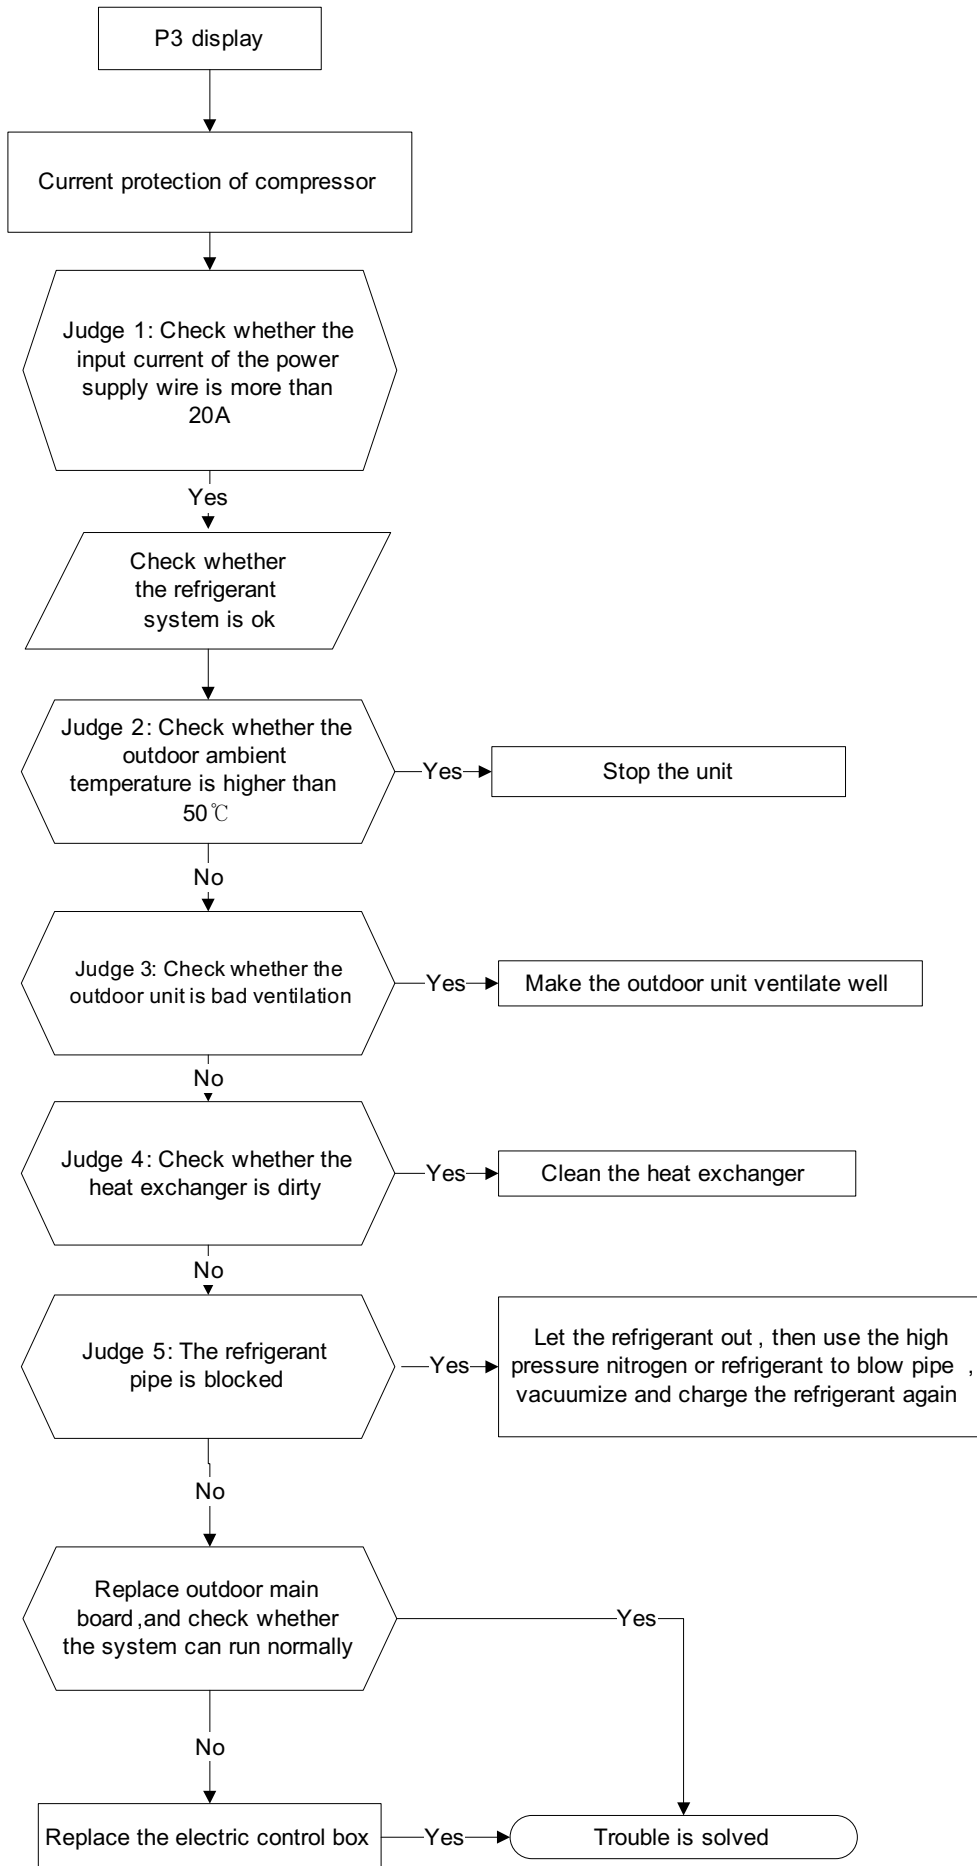 P3 display
Current protection of compressor
Judge 1: Check whether the
input current of the power
supply wire is more than
20A
Yes
Check whether
the refrigerant
system is ok
Judge 2: Check whether the
outdoor ambient
temperature is higher than
50℃
Yes
Stop the unit
No
Judge 3: Check whether the
outdoor unit is bad ventilation
Yes
Make the outdoor unit ventilate well
No
Judge 4: Check whether the
heat exchanger is dirty
Yes
Clean the heat exchanger
No
Judge 5: The refrigerant
pipe is blocked
Yes
Let the refrigerant out , then use the high
pressure nitrogen or refrigerant to blow pipe ,
vacuumize and charge the refrigerant again
No
Replace outdoor main
board,and check whether
the system can run normally
Yes
No
Replace the electric control box
Yes
Trouble is solved